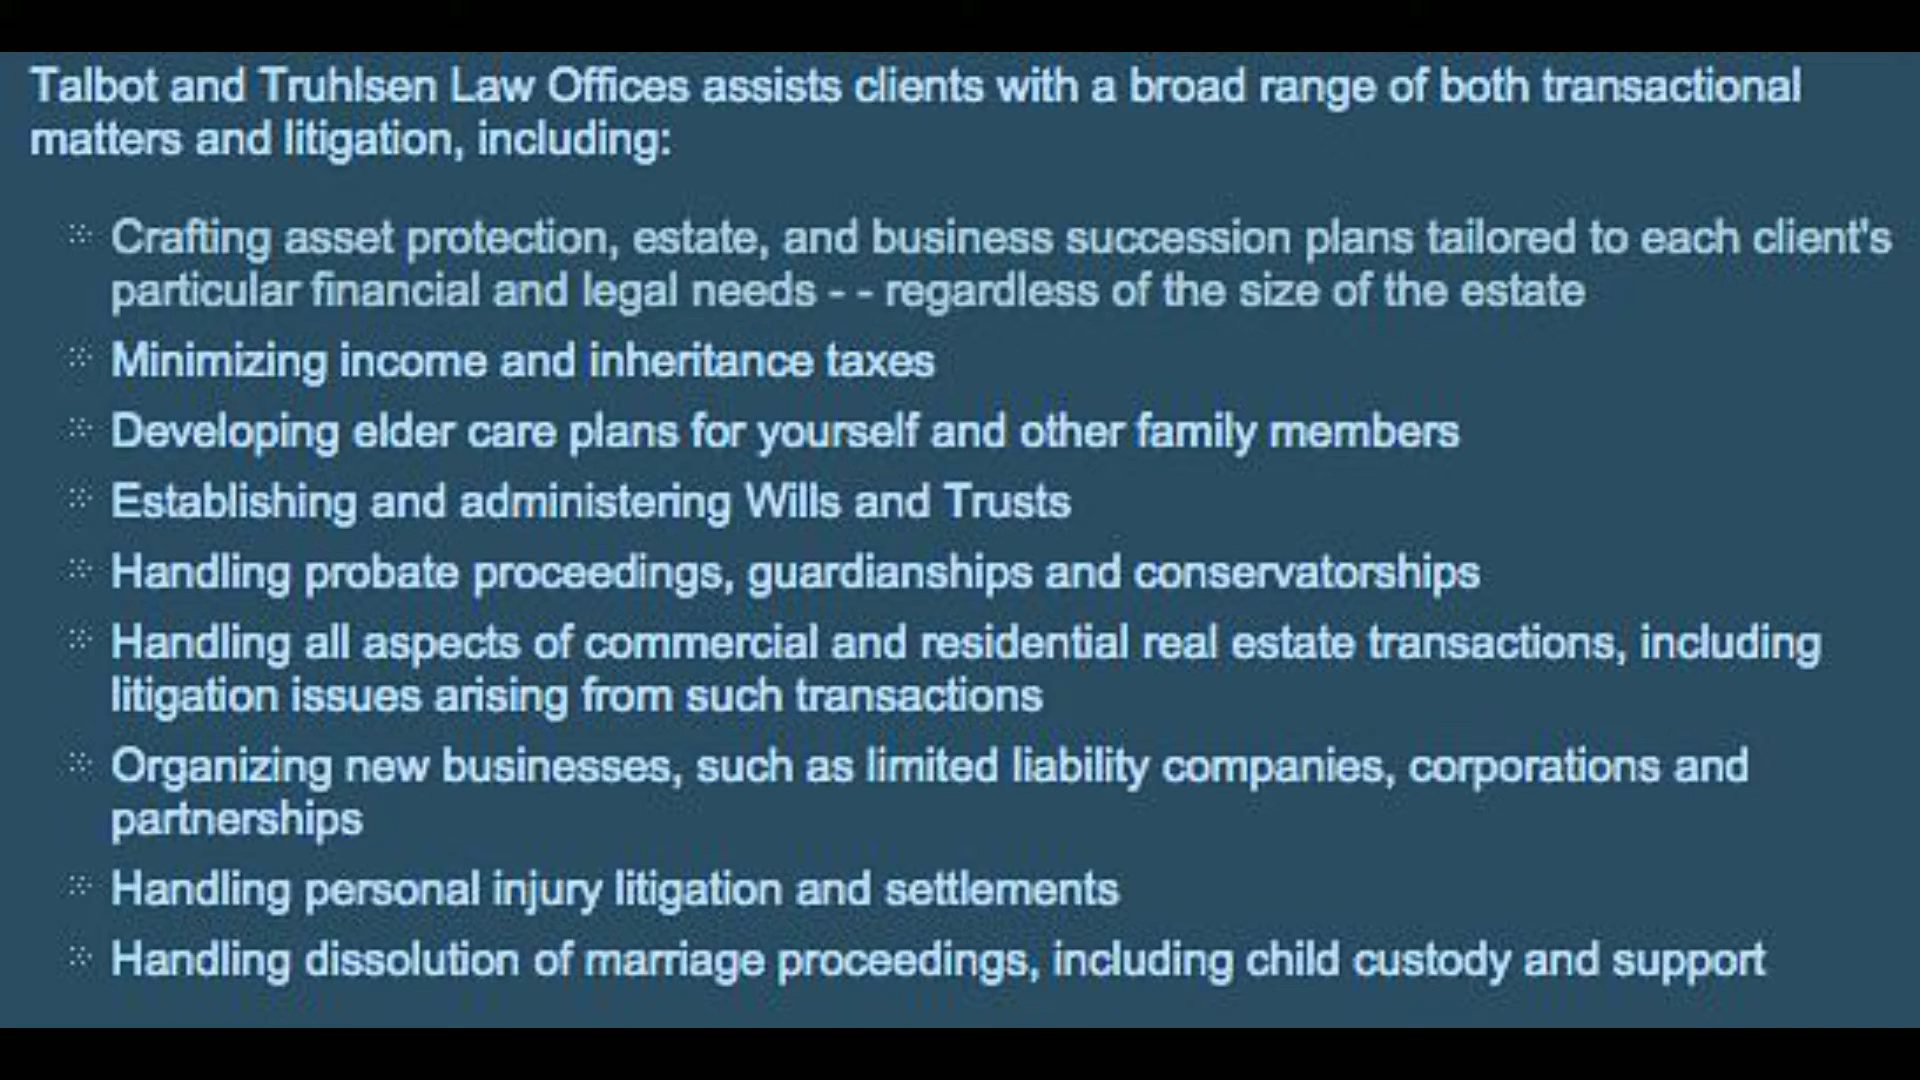 Talbot and Truhlsen Law Offices assists clients with a broad range of both transactional
matters and litigation, including:
Crafting asset protection, estate, and business succession plans tailored to each client's
particular financial and legal needs - - regardless of the size of the estate
Minimizing income and inheritance taxes
Developing elder care plans for yourself and other family members
Establishing and administering Wills and Trusts
Handling probate proceedings, guardianships and conservatorships
Handling all aspects of commercial and residential real estate transactions, including
litigation issues arising from such transactions
Organizing new businesses, such as limited liability companies, corporations and
partnerships
Handling personal injury litigation and settlements
Handling dissolution of marriage proceedings, including child custody and support